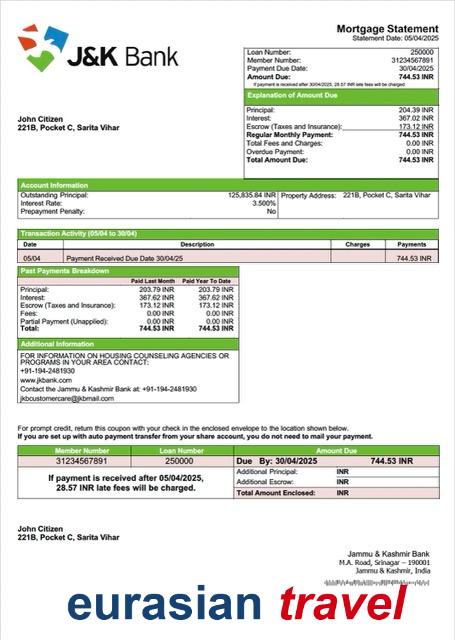 J&K Bank
Mortgage Statement
Statement Date: 05/04/2025
Loan Number: 250000
Member Number: 31234567891
Payment Due Date: 30/04/2025
Amount Due: 744.53 INR
If payment is received after 30/04/2025, 28.57 INR late fees will be charged.
Explanation of Amount Due
Principal: 204.39 INR
Interest: 367.02 INR
Escrow (Taxes and Insurance): 173.12 INR
Regular Monthly Payment: 744.53 INR
Total Fees and Charges: 0.00 INR
Overdue Payment: 0.00 INR
Total Amount Due: 744.53 INR
John Citizen
221B, Pocket C, Sarita Vihar
Account Information
Outstanding Principal: 125,835.84 INR Property Address: 221B, Pocket C, Sarita Vihar
Interest Rate: 3.500%
Prepayment Penalty: No
Transaction Activity (05/04 to 30/04)
Date Description Charges Payments
05/04 Payment Received Due Date 30/04/25 744.53 INR
Past Payments Breakdown
Paid Last Month Paid Year To Date
Principal: 203.79 INR 203.79 INR
Interest: 367.62 INR 367.62 INR
Escrow (Taxes and Insurance): 173.12 INR 173.12 INR
Fees: 0.00 INR 0.00 INR
Partial Payment (Unapplied): 0.00 INR 0.00 INR
Total: 744.53 INR 744.53 INR
Additional Information
FOR INFORMATION ON HOUSING COUNSELING AGENCIES OR
PROGRAMS IN YOUR AREA CONTACT:
+91-194-2481930
www.jkbank.com
Contact the Jammu & Kashmir Bank at: +91-194-2481930
jkbcustomercare@jkbmail.com
For prompt credit, return this coupon with your check in the enclosed envelope to the location shown below.
If you are set up with auto payment transfer from your share account, you do not need to mail your payment.
Member Number Loan Number Amount Due
31234567891 250000 Due By: 30/04/2025 744.53 INR
If payment is received after 05/04/2025,
28.57 INR late fees will be charged.
Additional Principal: INR
Additional Escrow: INR
Total Amount Enclosed: INR
John Citizen
221B, Pocket C, Sarita Vihar
Jammu & Kashmir Bank
M.A. Road, Srinagar – 190001
Jammu & Kashmir, India
eurasian travel